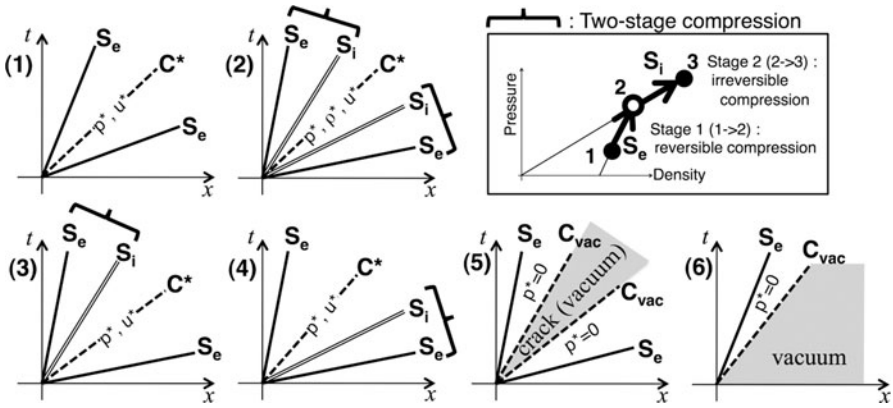 : Two-stage compression
(1)
t
Se
C*
p*, u*
Se
x
(2)
t
Se
Si
C*
p*, ρ*, u*
Si
Se
x
Pressure
Density
1
2
3
Se
Si
Stage 2 (2->3) :
irreversible
compression
Stage 1 (1->2) :
reversible compression
(3)
t
Se
Si
C*
p*, u*
Se
x
(4)
t
Se
C*
p*, u*
Si
Se
x
(5)
t
Se
Cvac
p*=0
crack (vacuum)
Cvac
p*=0
Se
x
(6)
t
Se
Cvac
p*=0
vacuum
x